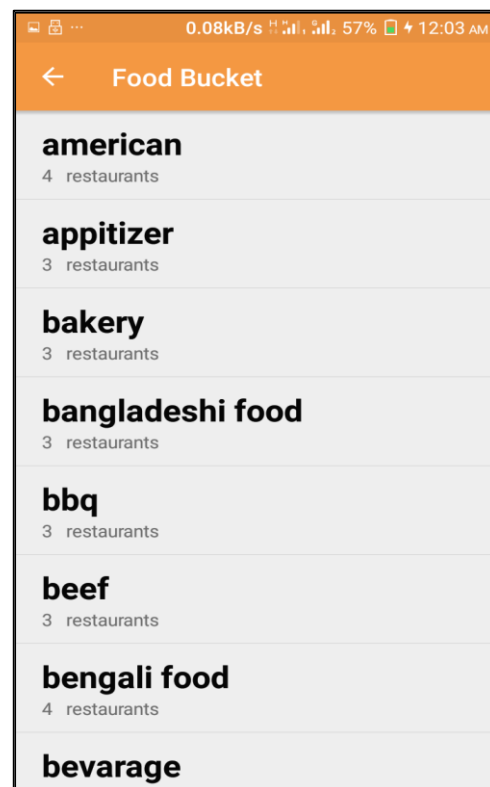 0.08kB/s 57% 12:03 AM
Food Bucket
american
4 restaurants
appitizer
3 restaurants
bakery
3 restaurants
bangladeshi food
3 restaurants
bbq
3 restaurants
beef
3 restaurants
bengali food
4 restaurants
bevarage